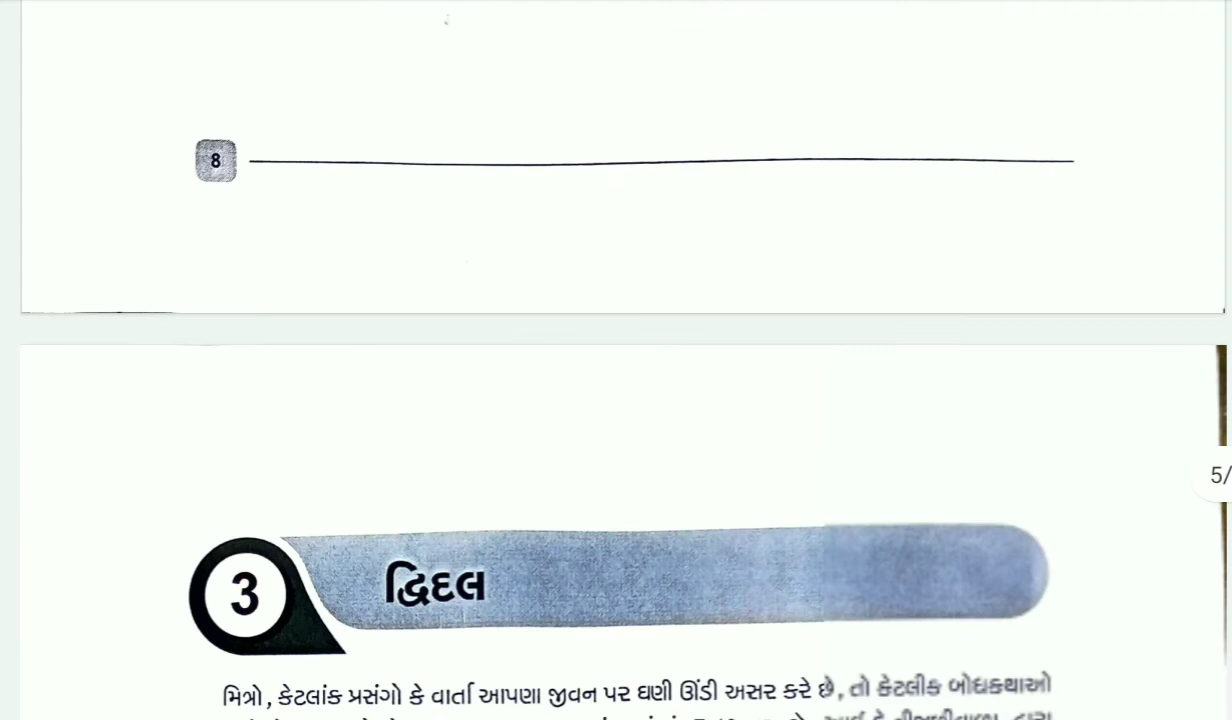 8
5/
3
દ્વિદલ
મિત્રો, કેટલાંક પ્રસંગો કે વાર્તા આપણા જીવન પર ઘણી ઊંડી અસર કરે છે, તો કેટલીક બોધકથાઓ